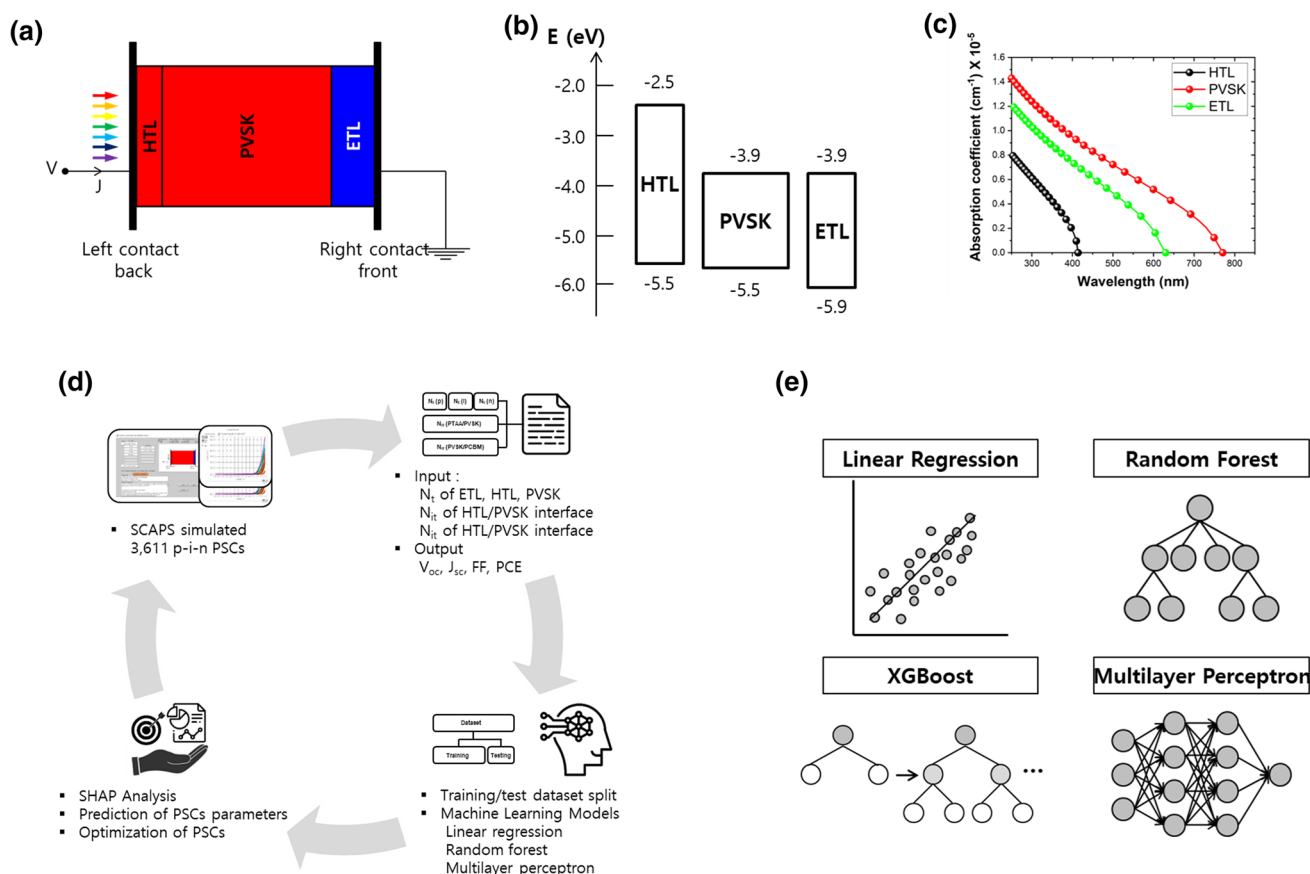 (a)
HTL
PVSK
ETL
V
J
Left contact
back
Right contact
front
(b)
E (eV)
-2.0
-3.0
-4.0
-5.0
-6.0
-2.5
HTL
-5.5
-3.9
PVSK
-5.5
-3.9
ETL
-5.9
(c)
Absorption coefficient (cm⁻¹) X 10⁻⁵
1.6
1.4
1.2
1.0
0.8
0.6
0.4
0.2
0.0
300 400 500 600 700 800
Wavelength (nm)
HTL
PVSK
ETL
(d)
▪ SCAPS simulated
3,611 p-i-n PSCs
Nt (p) Nt (i) Nt (n)
Nit (PTAA/PVSK)
Nit (PVSK/PCBM)
▪ Input :
Nt of ETL, HTL, PVSK
Nit of HTL/PVSK interface
Nit of HTL/PVSK interface
▪ Output
Voc, Jsc, FF, PCE
Dataset
Training Testing
▪ Training/test dataset split
▪ Machine Learning Models
Linear regression
Random forest
Multilayer perceptron
▪ SHAP Analysis
▪ Prediction of PSCs parameters
▪ Optimization of PSCs
(e)
Linear Regression
Random Forest
XGBoost
Multilayer Perceptron